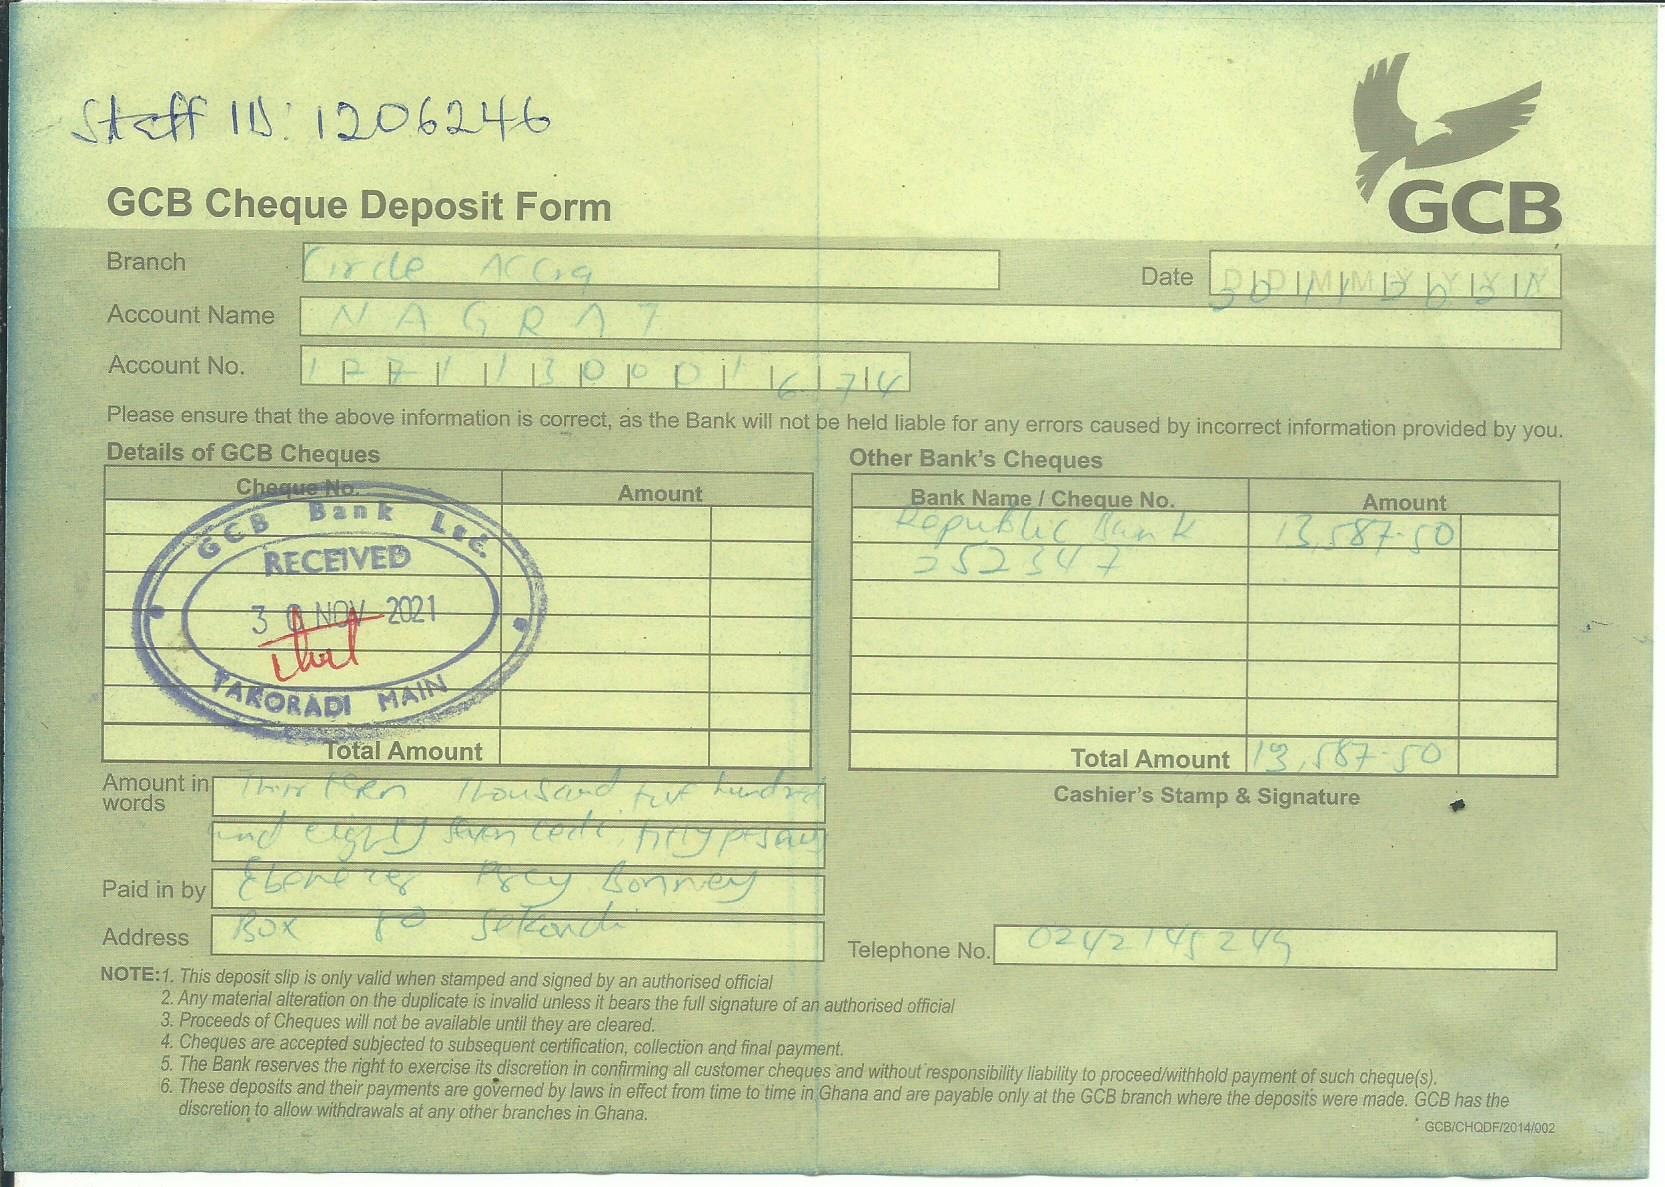 Staff ID: 1206246
GCB
GCB Cheque Deposit Form
Branch Circle Accra
Date DDMMYYYY 30112021
Account Name NAGRAT
Account No. 1271130001674
Please ensure that the above information is correct, as the Bank will not be held liable for any errors caused by incorrect information provided by you.
Details of GCB Cheques
Cheque No. Amount
GCB Bank Ltd.
RECEIVED
30 NOV 2021
TAKORADI MAIN
Total Amount
Other Bank's Cheques
Bank Name / Cheque No. Amount
Republic Bank 13,587-50
252347
Total Amount 13,587-50
Cashier's Stamp & Signature
Amount in words Thirteen Thousand five hundred
and eighty seven cedi, fifty pesaws
Paid in by Ebenezer Percy Bonney
Address Box 80 Sekondi
Telephone No. 0242145249
NOTE: 1. This deposit slip is only valid when stamped and signed by an authorised official
2. Any material alteration on the duplicate is invalid unless it bears the full signature of an authorised official
3. Proceeds of Cheques will not be available until they are cleared.
4. Cheques are accepted subjected to subsequent certification, collection and final payment.
5. The Bank reserves the right to exercise its discretion in confirming all customer cheques and without responsibility liability to proceed/withhold payment of such cheque(s).
6. These deposits and their payments are governed by laws in effect from time to time in Ghana and are payable only at the GCB branch where the deposits were made. GCB has the
discretion to allow withdrawals at any other branches in Ghana.
GCB/CHQDF/2014/002